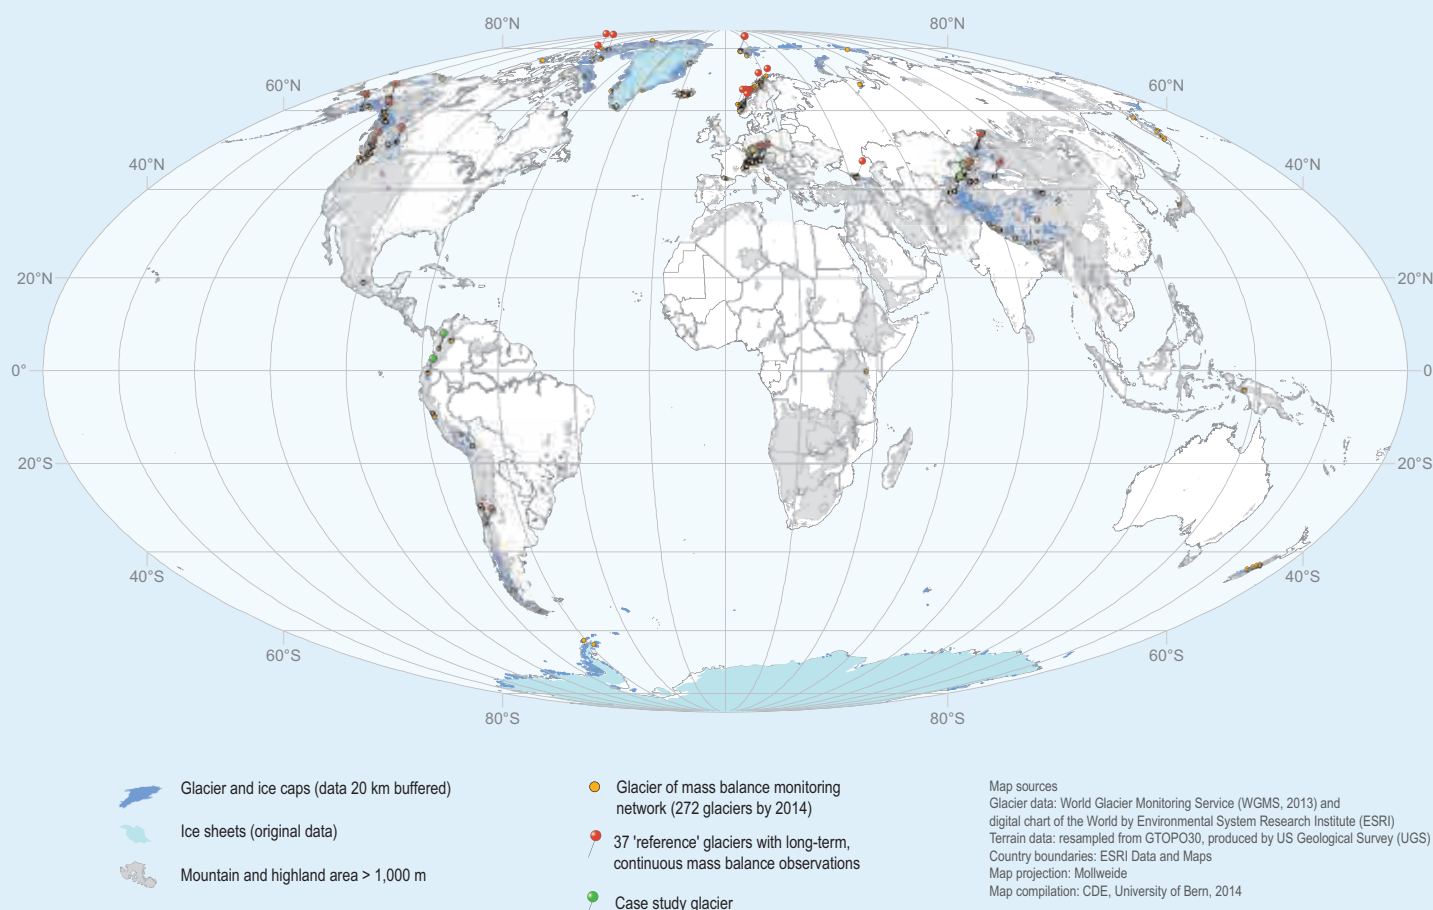 80°N
80°N
60°N
60°N
40°N
40°N
20°N
20°N
0°
0
20°S
20°S
40°S
40°S
60°S
60°S
80°S
80°S
Glacier and ice caps (data 20 km buffered)
Ice sheets (original data)
Mountain and highland area > 1,000 m
Glacier of mass balance monitoring
network (272 glaciers by 2014)
37 'reference' glaciers with long-term,
continuous mass balance observations
Case study glacier
Map sources
Glacier data: World Glacier Monitoring Service (WGMS, 2013) and
digital chart of the World by Environmental System Research Institute (ESRI)
Terrain data: resampled from GTOPO30, produced by US Geological Survey (UGS)
Country boundaries: ESRI Data and Maps
Map projection: Mollweide
Map compilation: CDE, University of Bern, 2014